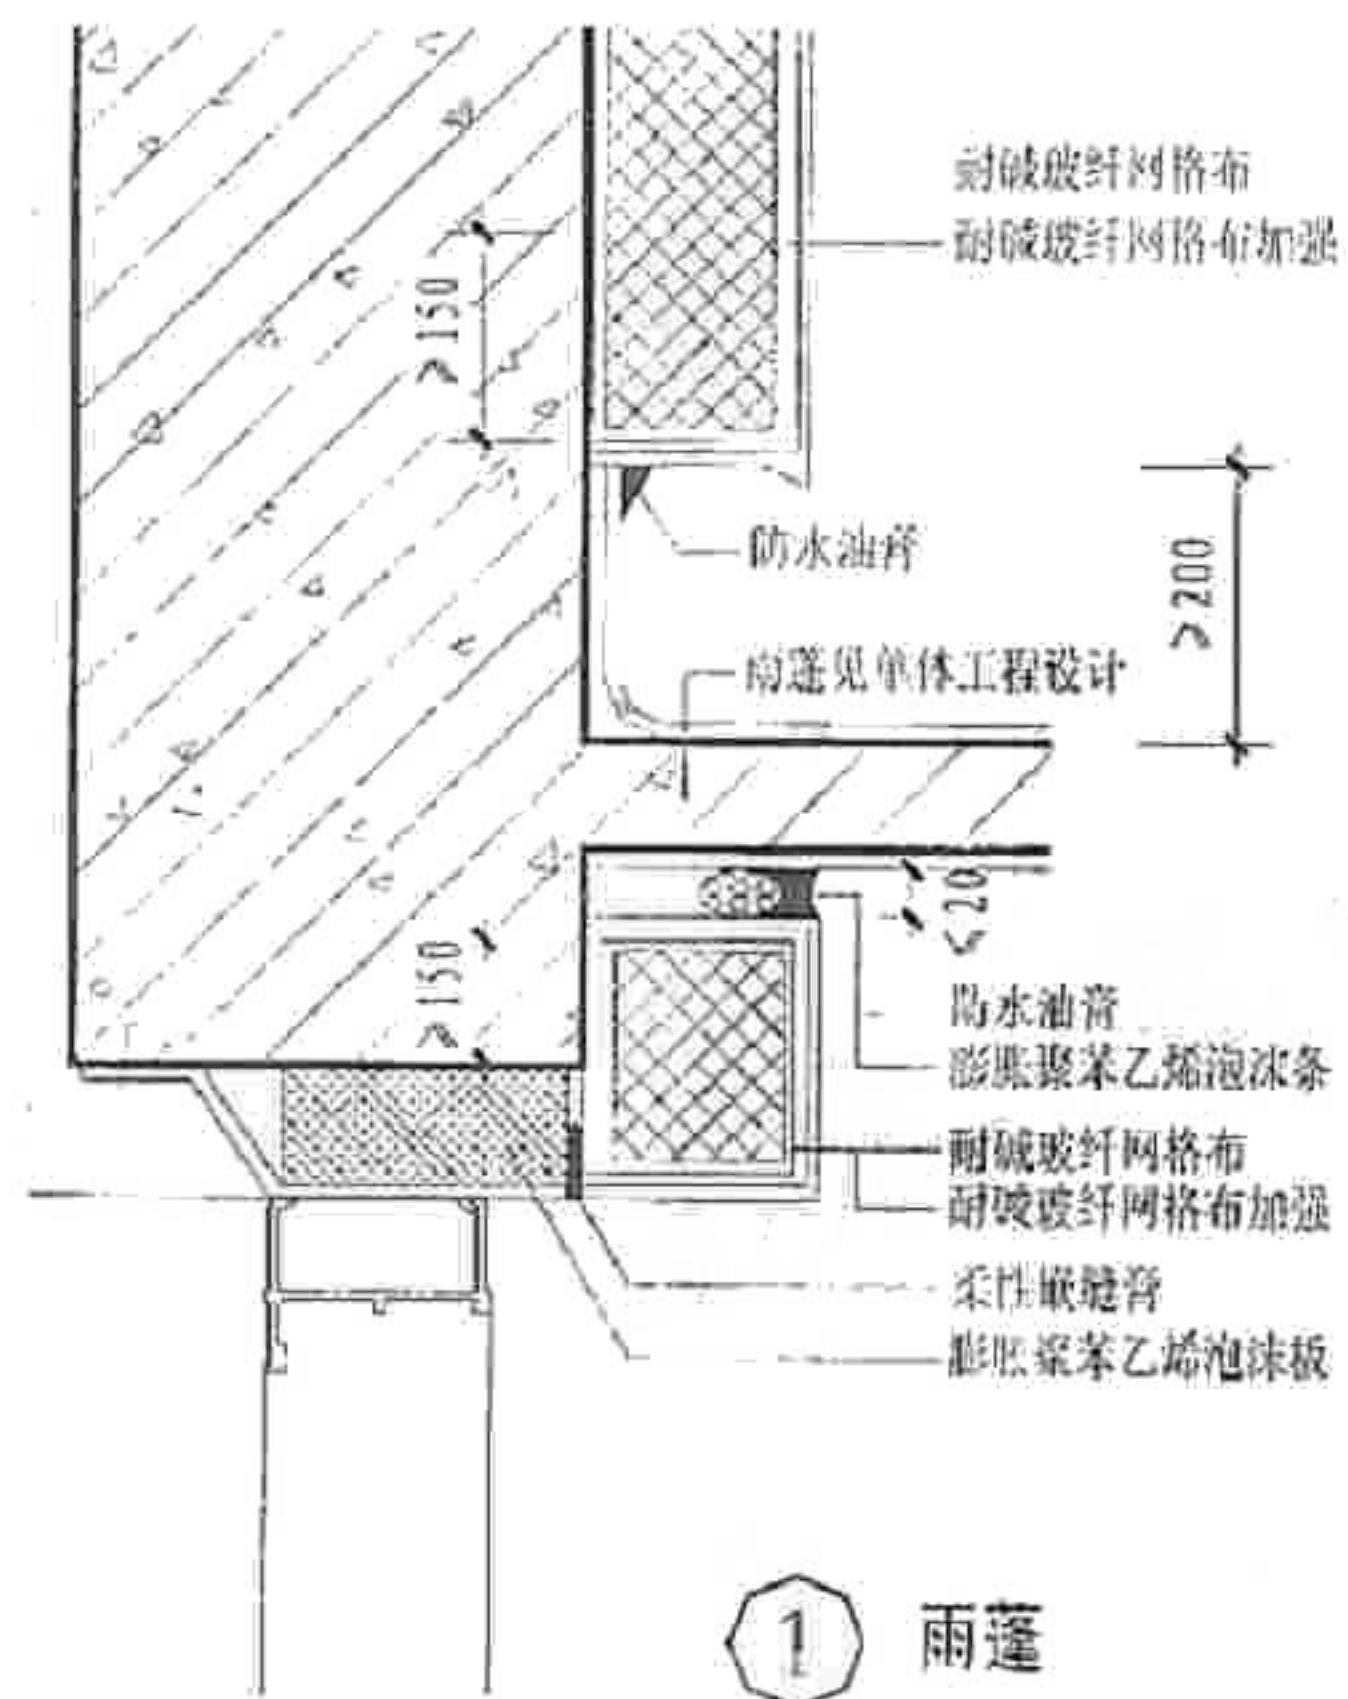 耐碱玻纤网格布
耐碱玻纤网格布加强
≥150
防水油膏
≥200
雨蓬见单体工程设计
≤20
≥150
防水油膏
膨胀聚苯乙烯泡沫条
耐碱玻纤网格布
耐碱玻纤网格布加强
柔性嵌缝膏
膨胀聚苯乙烯泡沫板
1 雨蓬